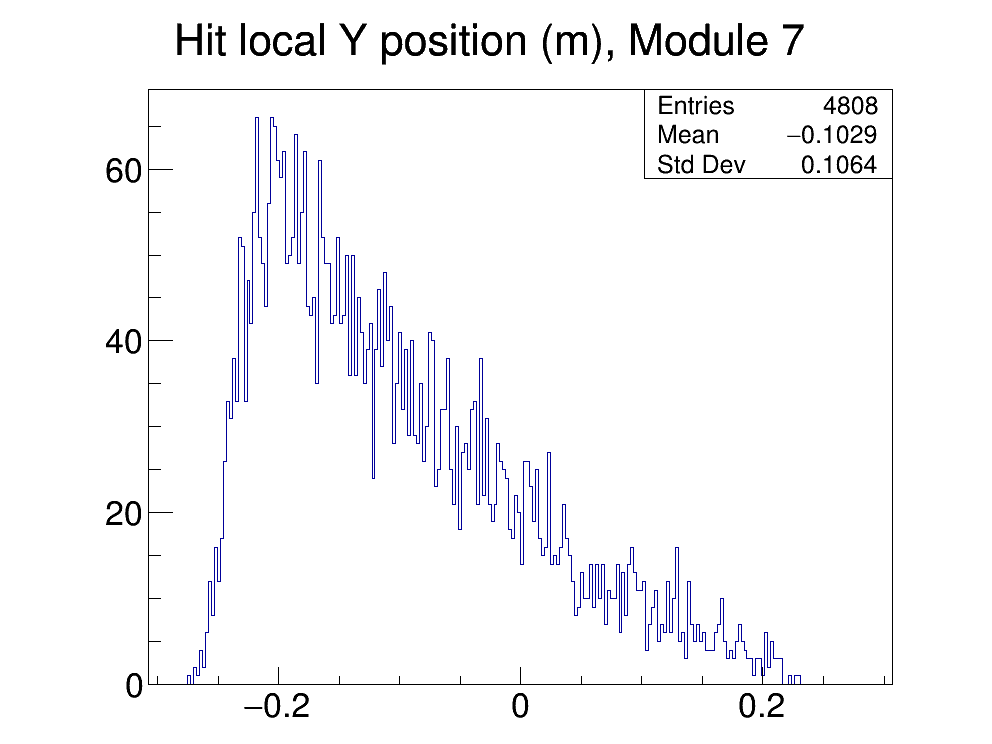 Hit local Y position (m), Module 7
Entries 4808
Mean −0.1029
Std Dev 0.1064
60
40
20
0
−0.2 0 0.2